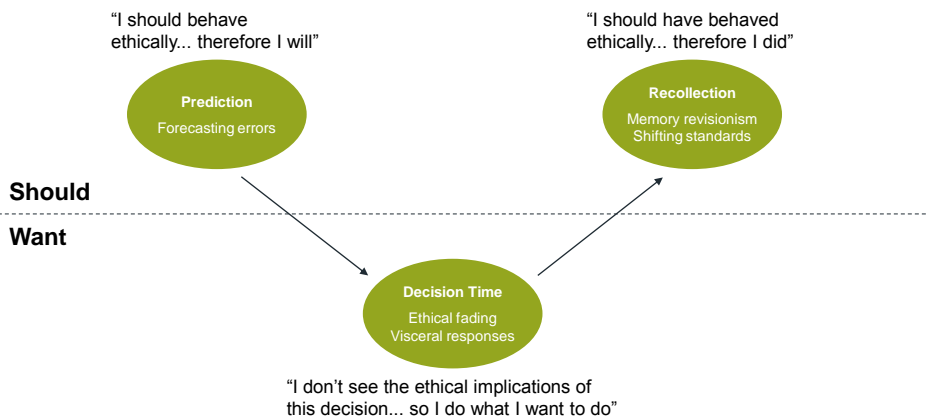 “I should behave
ethically... therefore I will”
“I should have behaved
ethically... therefore I did”
Prediction
Forecasting errors
Recollection
Memory revisionism
Shifting standards
Should
Want
Decision Time
Ethical fading
Visceral responses
“I don’t see the ethical implications of
this decision... so I do what I want to do”